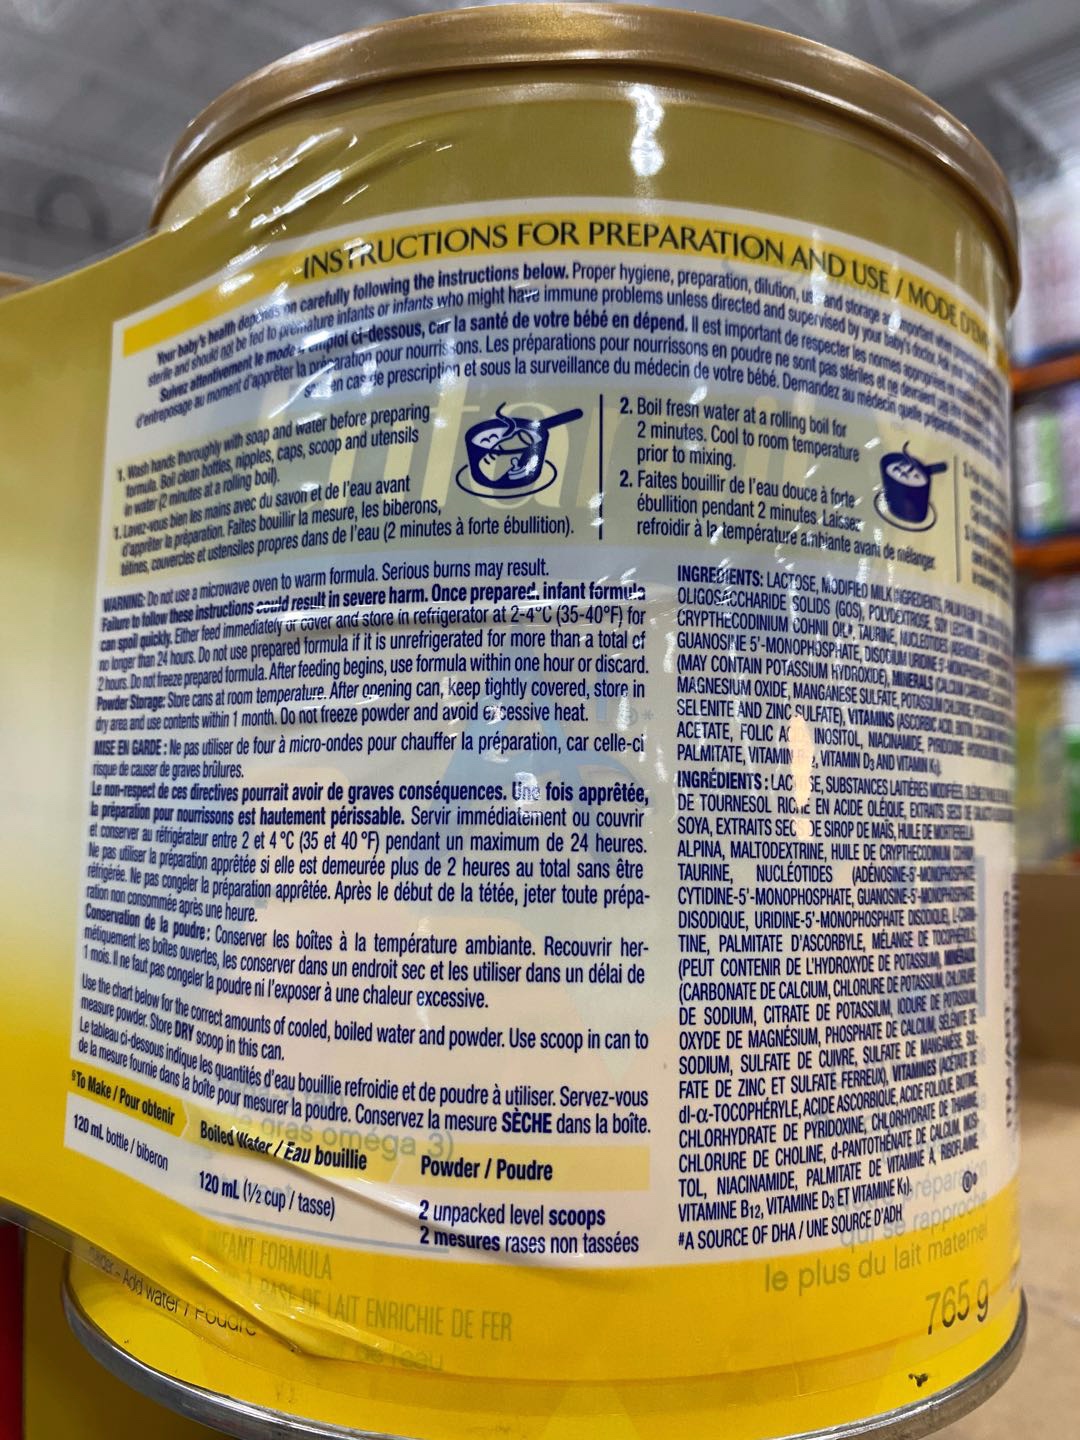 INSTRUCTIONS FOR PREPARATION AND USE / MODE D'EM
Your baby's health depends on carefully following the instructions below. Proper hygiene, preparation, dilution, use and storage are important when
sterile and should not be fed to premature infants or infants who might have immune problems unless directed and supervised by your baby's doctor. Ask your
Suivez attentivement le mode d'emploi ci-dessous, car la santé de votre bébé en dépend. Il est important de respecter les normes appropriées
d'entreposage au moment d'apprêter la préparation pour nourrissons. Les préparations pour nourrissons en poudre ne sont pas stériles et ne devraient
en cas de prescription et sous la surveillance du médecin de votre bébé. Demandez au médecin quelle préparation
1. Wash hands thoroughly with soap and water before preparing
formula. Boil clean bottles, nipples, caps, scoop and utensils
in water (2 minutes at a rolling boil).
1. Lavez-vous bien les mains avec du savon et de l'eau avant
d'apprêter la préparation. Faites bouillir la mesure, les biberons,
tétines, couvercles et ustensiles propres dans de l'eau (2 minutes à forte ébullition).
2. Boil fresh water at a rolling boil for
2 minutes. Cool to room temperature
prior to mixing.
2. Faites bouillir de l'eau douce à forte
ébullition pendant 2 minutes. Laissez
refroidir à la température ambiante avant de mélanger.
WARNING: Do not use a microwave oven to warm formula. Serious burns may result.
Failure to follow these instructions could result in severe harm. Once prepared, infant formula
can spoil quickly. Either feed immediately or cover and store in refrigerator at 2-4°C (35-40°F) for
no longer than 24 hours. Do not use prepared formula if it is unrefrigerated for more than a total of
2 hours. Do not freeze prepared formula. After feeding begins, use formula within one hour or discard.
Powder Storage: Store cans at room temperature. After opening can, keep tightly covered, store in
dry area and use contents within 1 month. Do not freeze powder and avoid excessive heat.
MISE EN GARDE : Ne pas utiliser de four à micro-ondes pour chauffer la préparation, car celle-ci
risque de causer de graves brûlures.
Le non-respect de ces directives pourrait avoir de graves conséquences. Une fois apprêtée,
la préparation pour nourrissons est hautement périssable. Servir immédiatement ou couvrir
et conserver au réfrigérateur entre 2 et 4 °C (35 et 40 °F) pendant un maximum de 24 heures.
Ne pas utiliser la préparation apprêtée si elle est demeurée plus de 2 heures au total sans être
réfrigérée. Ne pas congeler la préparation apprêtée. Après le début de la tétée, jeter toute prépa-
ration non consommée après une heure.
Conservation de la poudre : Conserver les boîtes à la température ambiante. Recouvrir her-
métiquement les boîtes ouvertes, les conserver dans un endroit sec et les utiliser dans un délai de
1 mois. Il ne faut pas congeler la poudre ni l'exposer à une chaleur excessive.
Use the chart below for the correct amounts of cooled, boiled water and powder. Use scoop in can to
measure powder. Store DRY scoop in this can.
Le tableau ci-dessous indique les quantités d'eau bouillie refroidie et de poudre à utiliser. Servez-vous
de la mesure fournie dans la boîte pour mesurer la poudre. Conservez la mesure SÈCHE dans la boîte.
§To Make / Pour obtenir
Boiled Water / Eau bouillie
Powder / Poudre
120 mL bottle / biberon
120 mL (1/2 cup / tasse)
2 unpacked level scoops
2 mesures rases non tassées
INGREDIENTS: LACTOSE, MODIFIED MILK INGREDIENTS,
OLIGOSACCHARIDE SOLIDS (GOS), POLYDEXTROSE, SOY LECITHIN,
CRYPTHECODINIUM COHNII OIL#, TAURINE, NUCLEOTIDES
GUANOSINE 5'-MONOPHOSPHATE, DISODIUM URIDINE 5'-MONOPHOSPHATE
(MAY CONTAIN POTASSIUM HYDROXIDE), MINERALS (CALCIUM CARBONATE,
MAGNESIUM OXIDE, MANGANESE SULFATE, POTASSIUM CHLORIDE,
SELENITE AND ZINC SULFATE), VITAMINS (ASCORBIC ACID, BIOTIN,
ACETATE, FOLIC INOSITOL, NIACINAMIDE, PYRIDOXINE
PALMITATE, VITAMIN VITAMIN D3 AND VITAMIN K1).
INGRÉDIENTS : SUBSTANCES LAITIÈRES MODIFIÉES,
DE TOURNESOL RICHE EN ACIDE OLÉIQUE, EXTRAITS SECS DE
SOYA, EXTRAITS SECS DE SIROP DE MAÏS, HUILE DE MORTIERELLA
ALPINA, MALTODEXTRINE, HUILE DE CRYPTHECODINIUM COHNII,
TAURINE, NUCLÉOTIDES (ADÉNOSINE-5'-MONOPHOSPHATE
CYTIDINE-5'-MONOPHOSPHATE, GUANOSINE-5'-MONOPHOSPHATE
DISODIQUE, URIDINE-5'-MONOPHOSPHATE DISODIQUE), L-CARNI-
TINE, PALMITATE D'ASCORBYLE, MÉLANGE DE TOCOPHÉROLS
(PEUT CONTENIR DE L'HYDROXYDE DE POTASSIUM), MINÉRAUX
(CARBONATE DE CALCIUM, CHLORURE DE POTASSIUM, CHLORURE
DE SODIUM, CITRATE DE POTASSIUM, IODURE DE POTASSIUM,
OXYDE DE MAGNÉSIUM, PHOSPHATE DE CALCIUM, SÉLÉNITE DE
SODIUM, SULFATE DE CUIVRE, SULFATE DE MANGANÈSE, SUL-
FATE DE ZINC ET SULFATE FERREUX), VITAMINES (ACÉTATE DE
dl-α-TOCOPHÉRYLE, ACIDE ASCORBIQUE, ACIDE FOLIQUE, BIOTINE,
CHLORHYDRATE DE PYRIDOXINE, CHLORHYDRATE DE THIAMINE,
CHLORURE DE CHOLINE, d-PANTOTHÉNATE DE CALCIUM, INOSI-
TOL, NIACINAMIDE, PALMITATE DE VITAMINE A, RIBOFLAVINE,
VITAMINE B12, VITAMINE D3 ET VITAMINE K1).
#A SOURCE OF DHA / UNE SOURCE D'ADH
gras oméga 3)
préparation
qui se rapproche
le plus du lait maternel
765 g
FORMULA
BASE DE LAIT ENRICHIE DE FER
Add water / Poudre